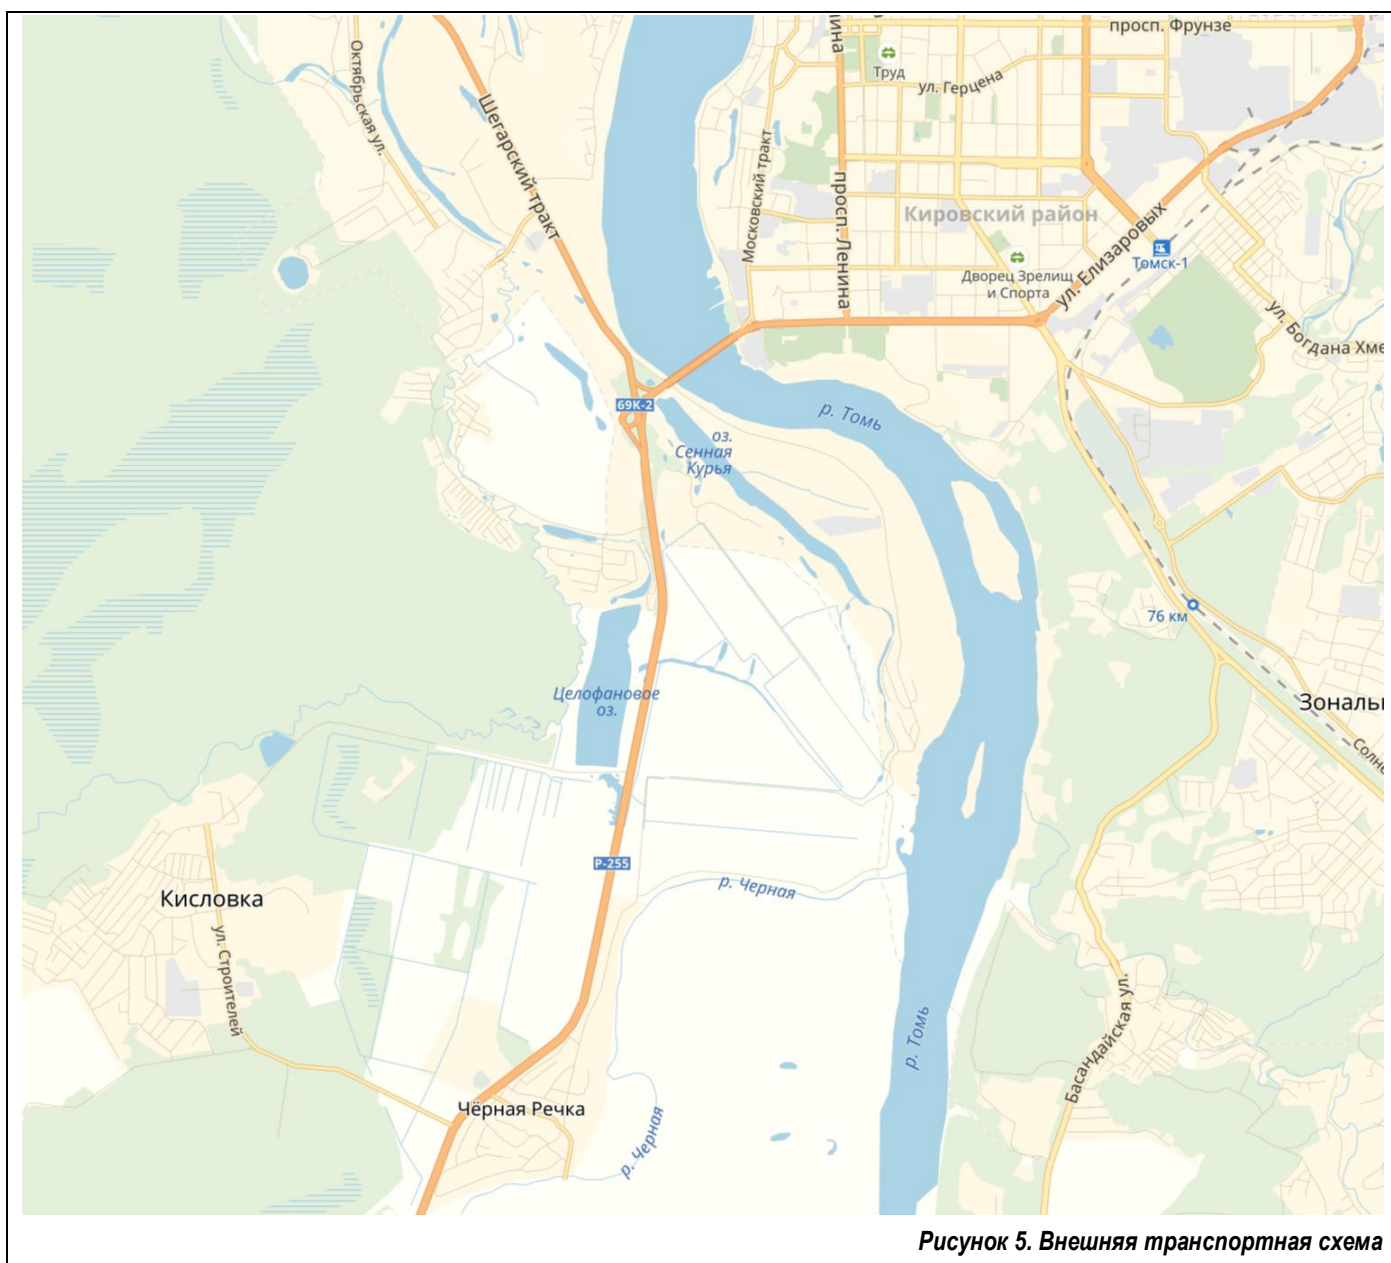 просп. Фрунзе
Октябрьская ул.
Труд
ул. Герцена
Шегарский тракт
Московский тракт
просп. Ленина
Кировский район
Томск-1
Дворец Зрелищ
и Спорта
ул. Елизаровых
ул. Богдана Хме
69К-2
р. Томь
оз.
Сенная
Курья
76 км
Целофановое
оз.
Зональ
Солне
Р-255
р. Черная
Кисловка
ул. Строителей
р. Томь
Басандайская ул.
Чёрная Речка
р. Черная
Рисунок 5. Внешняя транспортная схема